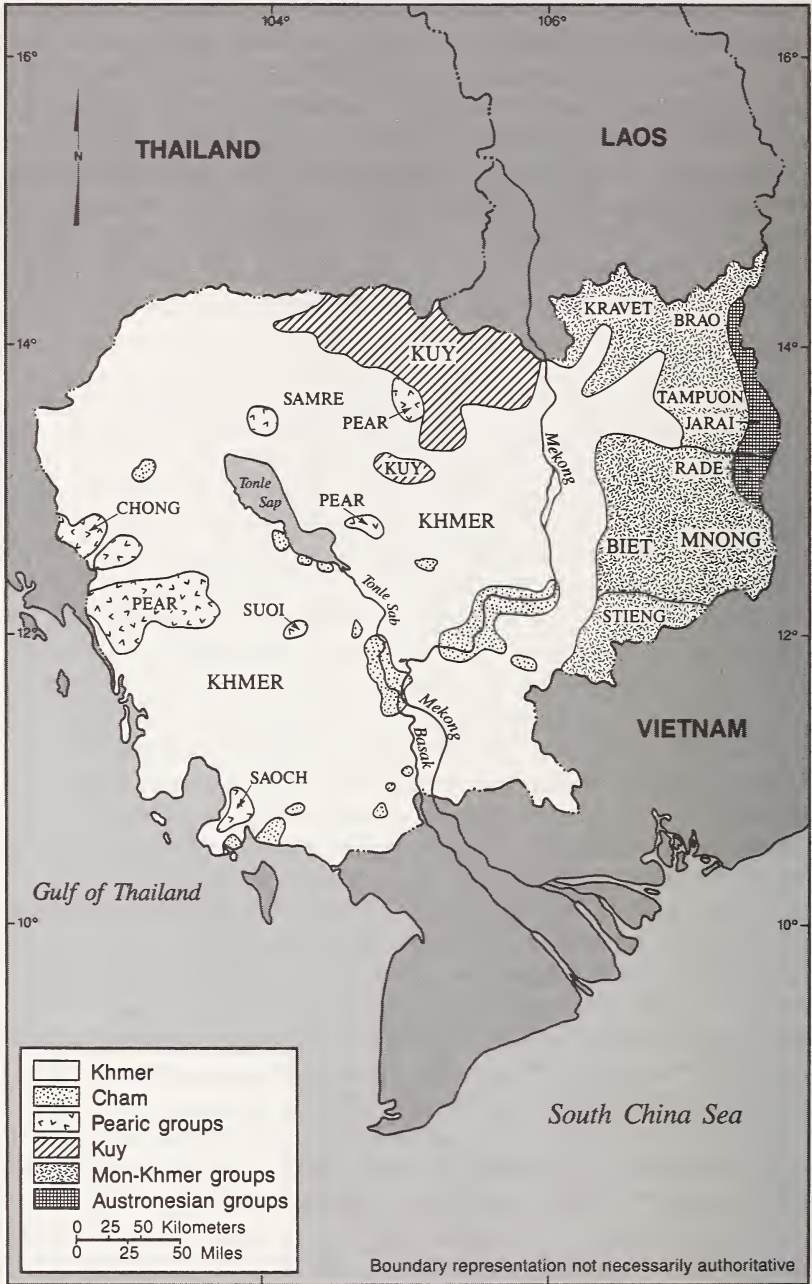 104° 106°
16° 16°
N
THAILAND
LAOS
KRAVET
BRAO
14° 14°
KUY
SAMRE
PEAR
TAMPUON
JARAI
Mekong
RADE
KUY
Tonle
Sap
CHONG
PEAR
KHMER
BIET
MNONG
PEAR
SUOI
Tonle Sab
STIENG
12° 12°
KHMER
Mekong
Basak
VIETNAM
SAOCH
Gulf of Thailand
10° 10°
Khmer
Cham
Pearic groups
Kuy
Mon-Khmer groups
Austronesian groups
0 25 50 Kilometers
0 25 50 Miles
South China Sea
Boundary representation not necessarily authoritative
104° 106°